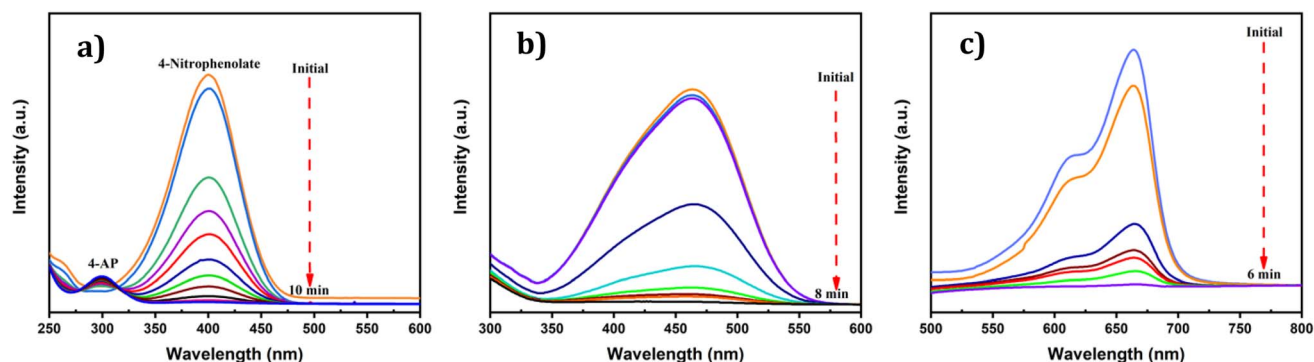 a)
4-Nitrophenolate
Initial
4-AP
10 min
Intensity (a.u.)
250 300 350 400 450 500 550 600
Wavelength (nm)
b)
Initial
8 min
Intensity (a.u.)
300 350 400 450 500 550 600
Wavelength (nm)
c)
Initial
6 min
Intensity (a.u.)
500 550 600 650 700 750 800
Wavelength (nm)